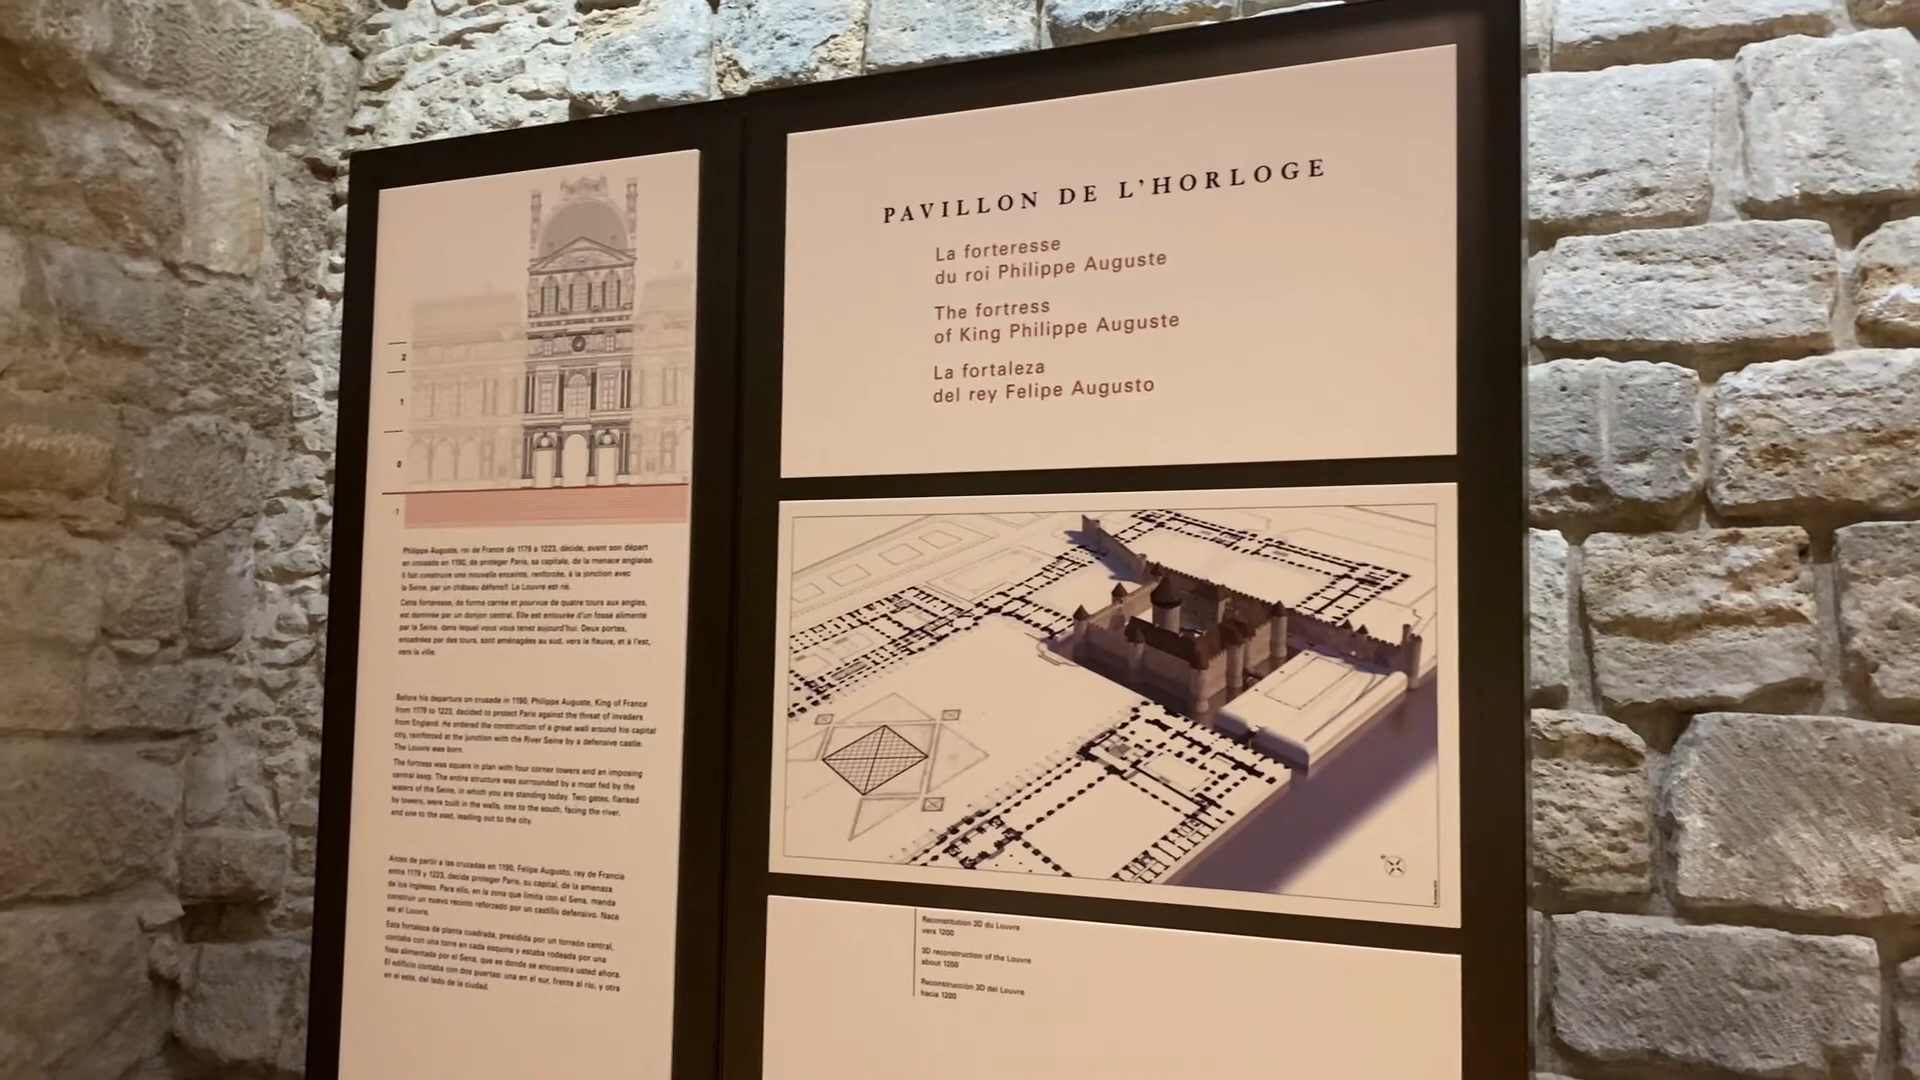 PAVILLON DE L'HORLOGE
La forteresse
du roi Philippe Auguste
The fortress
of King Philippe Auguste
La fortaleza
del rey Felipe Augusto
2
1
0
-1
Philippe Auguste, roi de France de 1179 à 1223, décide, avant son départ
en croisade en 1190, de protéger Paris, sa capitale, de la menace anglaise.
Il fait construire une nouvelle enceinte, renforcée, à la jonction avec
la Seine, par un château défensif. Le Louvre est né.
Cette forteresse, de forme carrée et pourvue de quatre tours aux angles,
est dominée par un donjon central. Elle est entourée d'un fossé alimenté
par la Seine, dans lequel vous vous tenez aujourd'hui. Deux portes,
encadrées par des tours, sont aménagées au sud, vers le fleuve, et à l'est,
vers la ville.
Before his departure on crusade in 1190, Philippe Auguste, King of France
from 1179 to 1223, decided to protect Paris against the threat of invaders
from England. He ordered the construction of a great wall around his capital
city, reinforced at the junction with the River Seine by a defensive castle.
The Louvre was born.
The fortress was square in plan with four corner towers and an imposing
central keep. The entire structure was surrounded by a moat fed by the
waters of the Seine, in which you are standing today. Two gates, flanked
by towers, were built in the walls, one to the south, facing the river,
and one to the east, leading out to the city.
Antes de partir a las cruzadas en 1190, Felipe Augusto, rey de Francia
entre 1179 y 1223, decide proteger París, su capital, de la amenaza
de los ingleses. Para ello, en la zona que limita con el Sena, manda
construir un nuevo recinto reforzado por un castillo defensivo. Nace
así el Louvre.
Esta fortaleza de planta cuadrada, presidida por un torreón central,
contaba con una torre en cada esquina y estaba rodeada por una
fosa alimentada por el Sena, que es donde se encuentra usted ahora.
El edificio contaba con dos puertas: una en el sur, frente al río, y otra
en el este, del lado de la ciudad.
Reconstitution 3D du Louvre
vers 1200
3D reconstruction of the Louvre
about 1200
Reconstrucción 3D del Louvre
hacia 1200